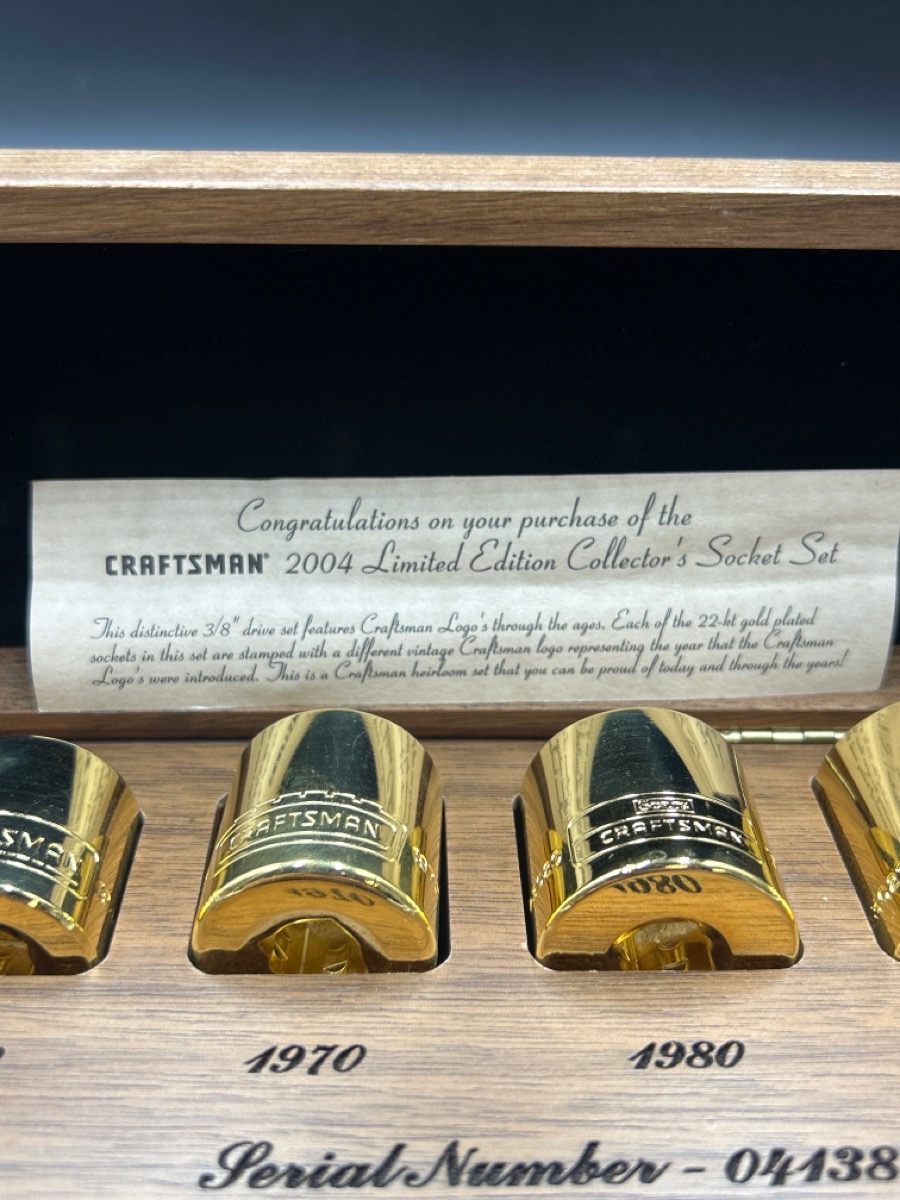 Congratulations on your purchase of the
CRAFTSMAN® 2004 Limited Edition Collector's Socket Set
This distinctive 3/8" drive set features Craftsman Logo's through the ages. Each of the 22-kt gold plated
sockets in this set are stamped with a different vintage Craftsman logo representing the year that the Craftsman
Logo's were introduced. This is a Craftsman heirloom set that you can be proud of today and through the years!
SMAN
CRAFTSMAN
CRAFTSMAN
1970
1980
Serial Number - 04138